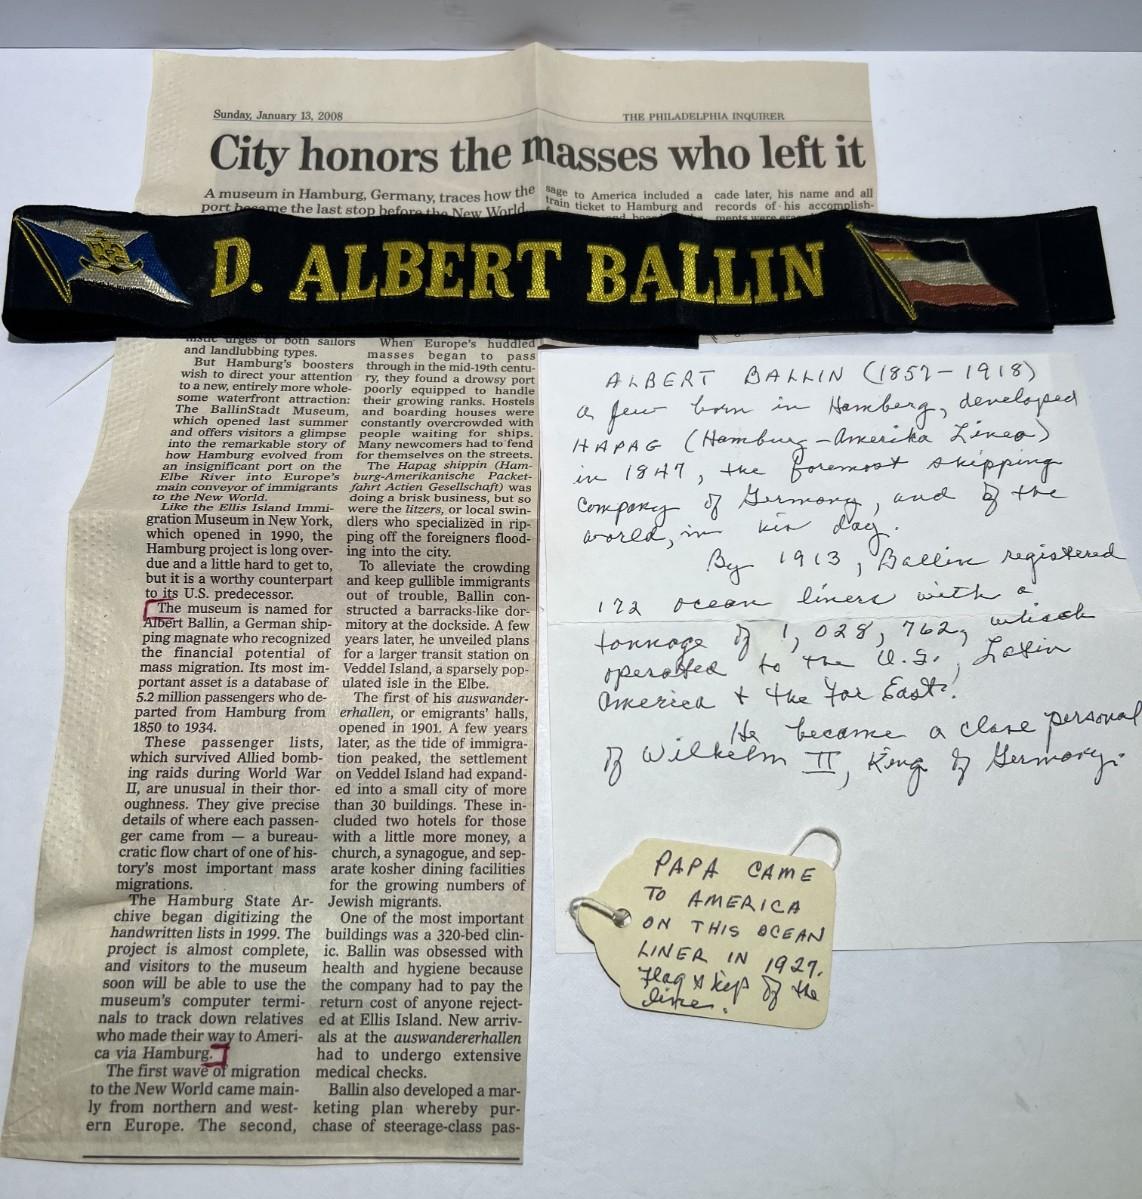 Sunday, January 13, 2008
THE PHILADELPHIA INQUIRER
City honors the masses who left it
A museum in Hamburg, Germany, traces how the
port became the last stop before the New World.
sage to America included a
train ticket to Hamburg and
cade later, his name and all
records of his accomplish-
ments were
D. ALBERT BALLIN
urges of both sailors
and landlubbing types.
But Hamburg's boosters
wish to direct your attention
to a new, entirely more whole-
some waterfront attraction:
The BallinStadt Museum,
which opened last summer
and offers visitors a glimpse
into the remarkable story of
how Hamburg evolved from
an insignificant port on the
Elbe River into Europe's
main conveyor of immigrants
to the New World.
Like the Ellis Island Immi-
gration Museum in New York,
which opened in 1990, the
Hamburg project is long over-
due and a little hard to get to,
but it is a worthy counterpart
to its U.S. predecessor.
The museum is named for
Albert Ballin, a German ship-
ping magnate who recognized
the financial potential of
mass migration. Its most im-
portant asset is a database of
5.2 million passengers who de-
parted from Hamburg from
1850 to 1934.
These passenger lists,
which survived Allied bomb-
ing raids during World War
II, are unusual in their thor-
oughness. They give precise
details of where each passen-
ger came from — a bureau-
cratic flow chart of one of his-
tory's most important mass
migrations.
The Hamburg State Ar-
chive began digitizing the
handwritten lists in 1999. The
project is almost complete,
and visitors to the museum
soon will be able to use the
museum's computer termi-
nals to track down relatives
who made their way to Ameri-
ca via Hamburg.
The first wave of migration
to the New World came main-
ly from northern and west-
ern Europe. The second,
When Europe's huddled
masses began to pass
through in the mid-19th centu-
ry, they found a drowsy port
poorly equipped to handle
their growing ranks. Hostels
and boarding houses were
constantly overcrowded with
people waiting for ships.
Many newcomers had to fend
for themselves on the streets.
The Hapag shippin (Ham-
burg-Amerikanische Packet-
fahrt Actien Gesellschaft) was
doing a brisk business, but so
were the litzers, or local swin-
dlers who specialized in rip-
ping off the foreigners flood-
ing into the city.
To alleviate the crowding
and keep gullible immigrants
out of trouble, Ballin con-
structed a barracks-like dor-
mitory at the dockside. A few
years later, he unveiled plans
for a larger transit station on
Veddel Island, a sparsely pop-
ulated isle in the Elbe.
The first of his auswander-
erhallen, or emigrants' halls,
opened in 1901. A few years
later, as the tide of immigra-
tion peaked, the settlement
on Veddel Island had expand-
ed into a small city of more
than 30 buildings. These in-
cluded two hotels for those
with a little more money, a
church, a synagogue, and sep-
arate kosher dining facilities
for the growing numbers of
Jewish migrants.
One of the most important
buildings was a 320-bed clin-
ic. Ballin was obsessed with
health and hygiene because
the company had to pay the
return cost of anyone reject-
ed at Ellis Island. New arriv-
als at the auswandererhallen
had to undergo extensive
medical checks.
Ballin also developed a mar-
keting plan whereby pur-
chase of steerage-class pas-
ALBERT BALLIN (1857-1918)
a Jew born in Hamberg, developed
HAPAG (Hamburg-Amerika Linea)
in 1847, the foremost shipping
company of Germany, and of the
world, in his day.
By 1913, Ballin registered
172 ocean liners with a
tonnage of 1,028,762, which
operated to the U.S., Latin
America & the Far East.
He became a close personal
of Wilhelm II, King of Germany.
PAPA CAME
TO AMERICA
ON THIS OCEAN
LINER IN 1927.
Flag & of the
line.